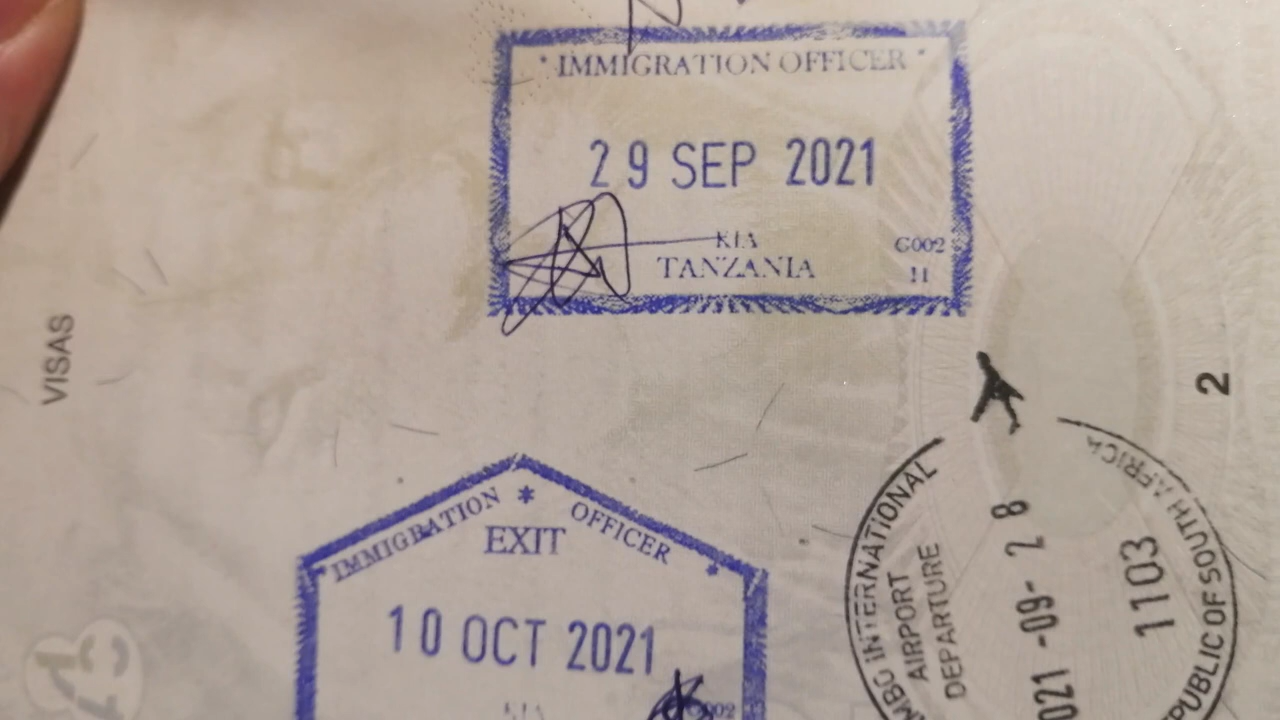 * IMMIGRATION OFFICER *
29 SEP 2021
KIA
TANZANIA
G002
11
VISAS
2
IMMIGRATION * OFFICER *
EXIT
10 OCT 2021
KIA
INTERNATIONAL
AIRPORT
DEPARTURE
-09-28
1103
OF SOUTH AFRICA